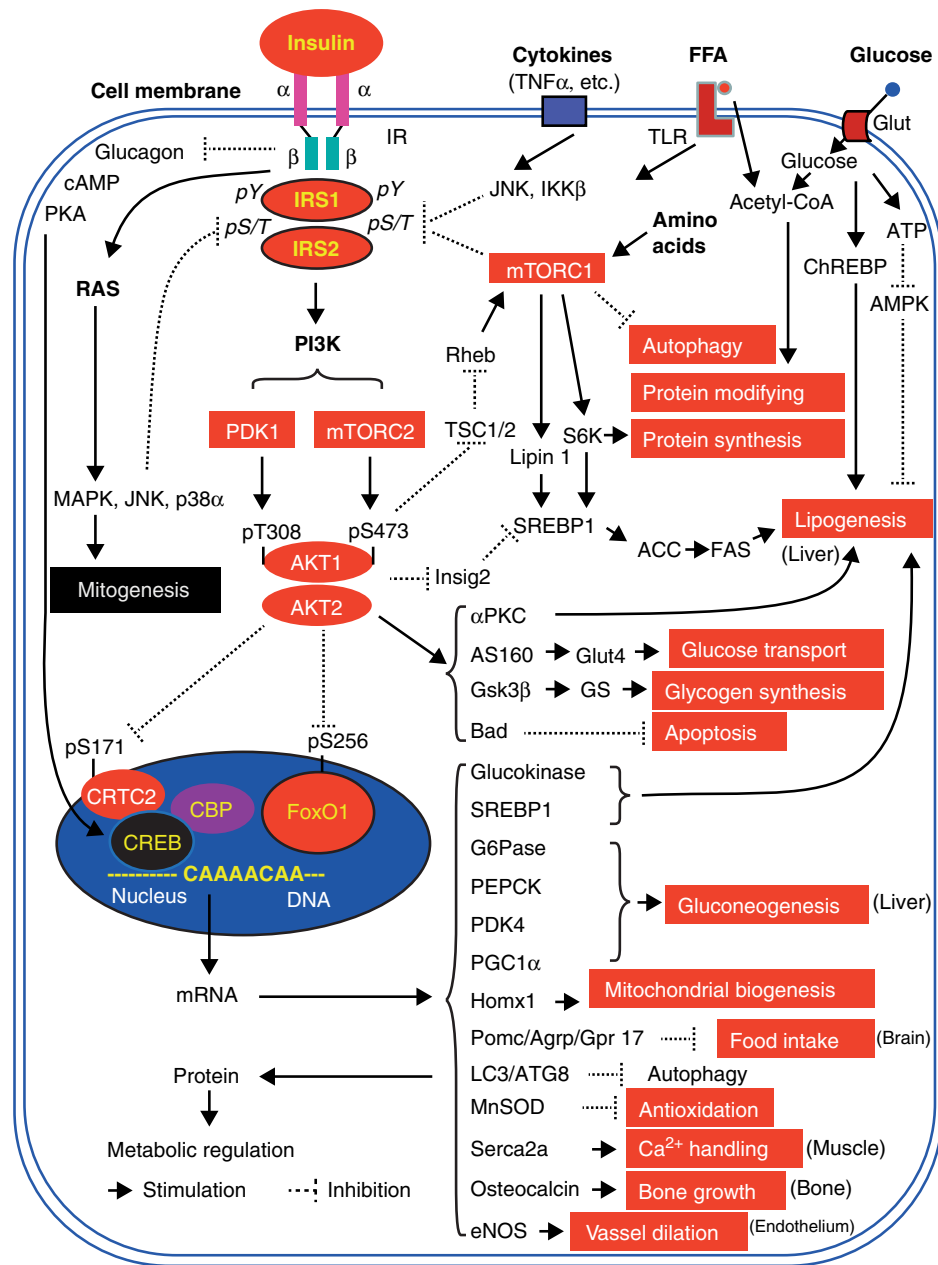 Insulin
Cytokines
(TNFα, etc.)
FFA
Glucose
Cell membrane
α
α
Glut
IR
TLR
Glucagon
β
β
Glucose
cAMP
PKA
pY
IRS1
pY
JNK, IKKβ
Acetyl-CoA
pS/T
IRS2
pS/T
Amino
acids
ATP
RAS
mTORC1
ChREBP
AMPK
PI3K
Rheb
Autophagy
Protein modifying
PDK1
mTORC2
TSC1/2
S6K
Protein synthesis
Lipin 1
MAPK, JNK, p38α
pT308
pS473
SREBP1
Lipogenesis
(Liver)
ACC
FAS
AKT1
Insig2
Mitogenesis
AKT2
αPKC
AS160
Glut4
Glucose transport
Gsk3β
GS
Glycogen synthesis
Bad
Apoptosis
pS171
pS256
CRTC2
CBP
FoxO1
CREB
---------- CAAAACAA---
Nucleus
DNA
Glucokinase
SREBP1
G6Pase
PEPCK
PDK4
PGC1α
Gluconeogenesis
(Liver)
mRNA
Homx1
Mitochondrial biogenesis
Pomc/Agrp/Gpr 17
Food intake
(Brain)
Protein
LC3/ATG8
Autophagy
MnSOD
Antioxidation
Metabolic regulation
Serca2a
Ca2+ handling
(Muscle)
Stimulation
Inhibition
Osteocalcin
Bone growth
(Bone)
eNOS
Vassel dilation
(Endothelium)